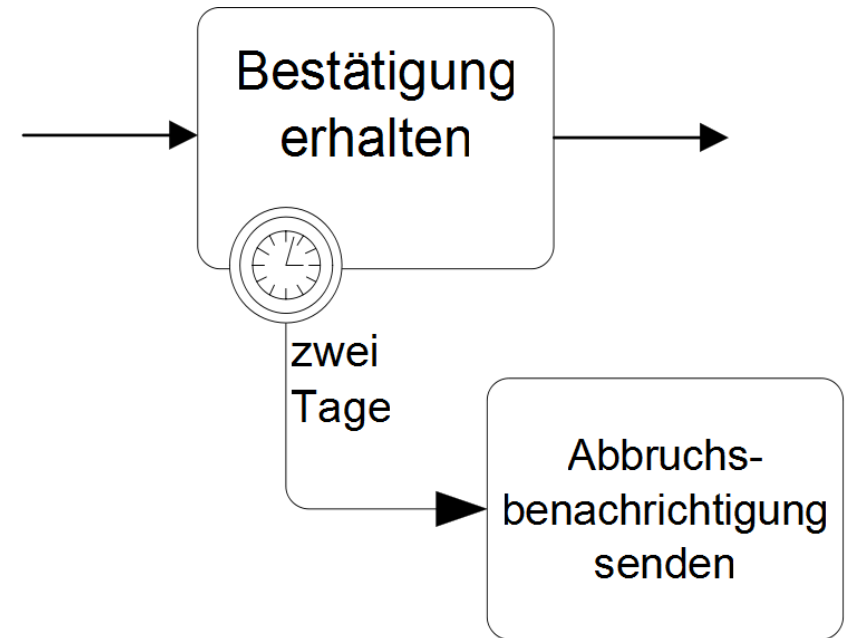 Bestätigung
erhalten
zwei
Tage
Abbruchs-
benachrichtigung
senden